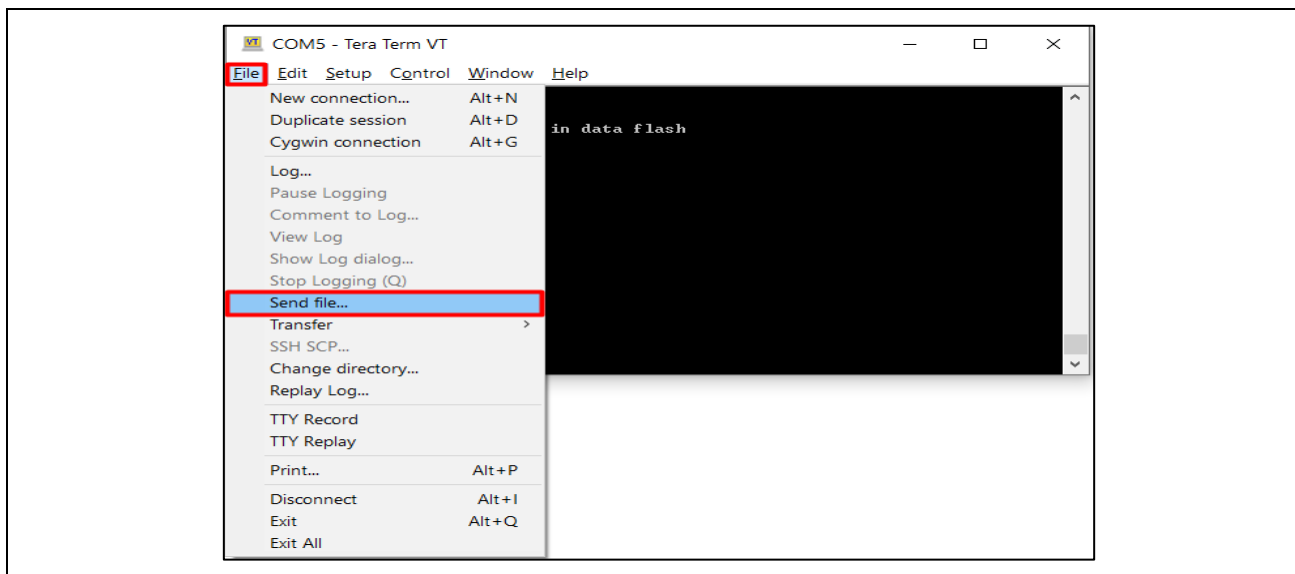 VT COM5 - Tera Term VT
File Edit Setup Control Window Help
New connection... Alt+N
Duplicate session Alt+D
in data flash
Cygwin connection Alt+G
Log...
Pause Logging
Comment to Log...
View Log
Show Log dialog...
Stop Logging (Q)
Send file...
Transfer >
SSH SCP...
Change directory...
Replay Log...
TTY Record
TTY Replay
Print... Alt+P
Disconnect Alt+I
Exit Alt+Q
Exit All